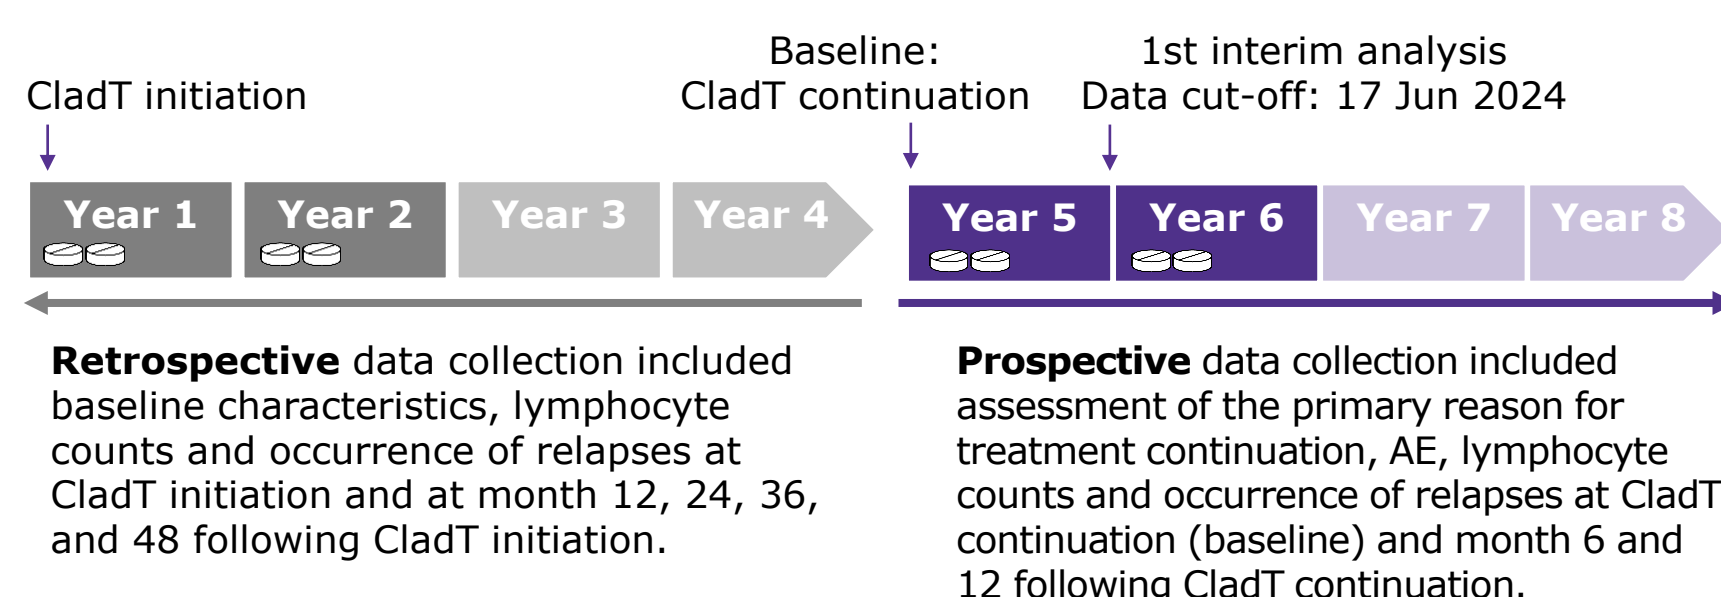 CladT initiation
Baseline:
CladT continuation
1st interim analysis
Data cut-off: 17 Jun 2024
Year 1
Year 2
Year 3
Year 4
Year 5
Year 6
Year 7
Year 8
Retrospective data collection included
baseline characteristics, lymphocyte
counts and occurrence of relapses at
CladT initiation and at month 12, 24, 36,
and 48 following CladT initiation.
Prospective data collection included
assessment of the primary reason for
treatment continuation, AE, lymphocyte
counts and occurrence of relapses at CladT
continuation (baseline) and month 6 and
12 following CladT continuation.